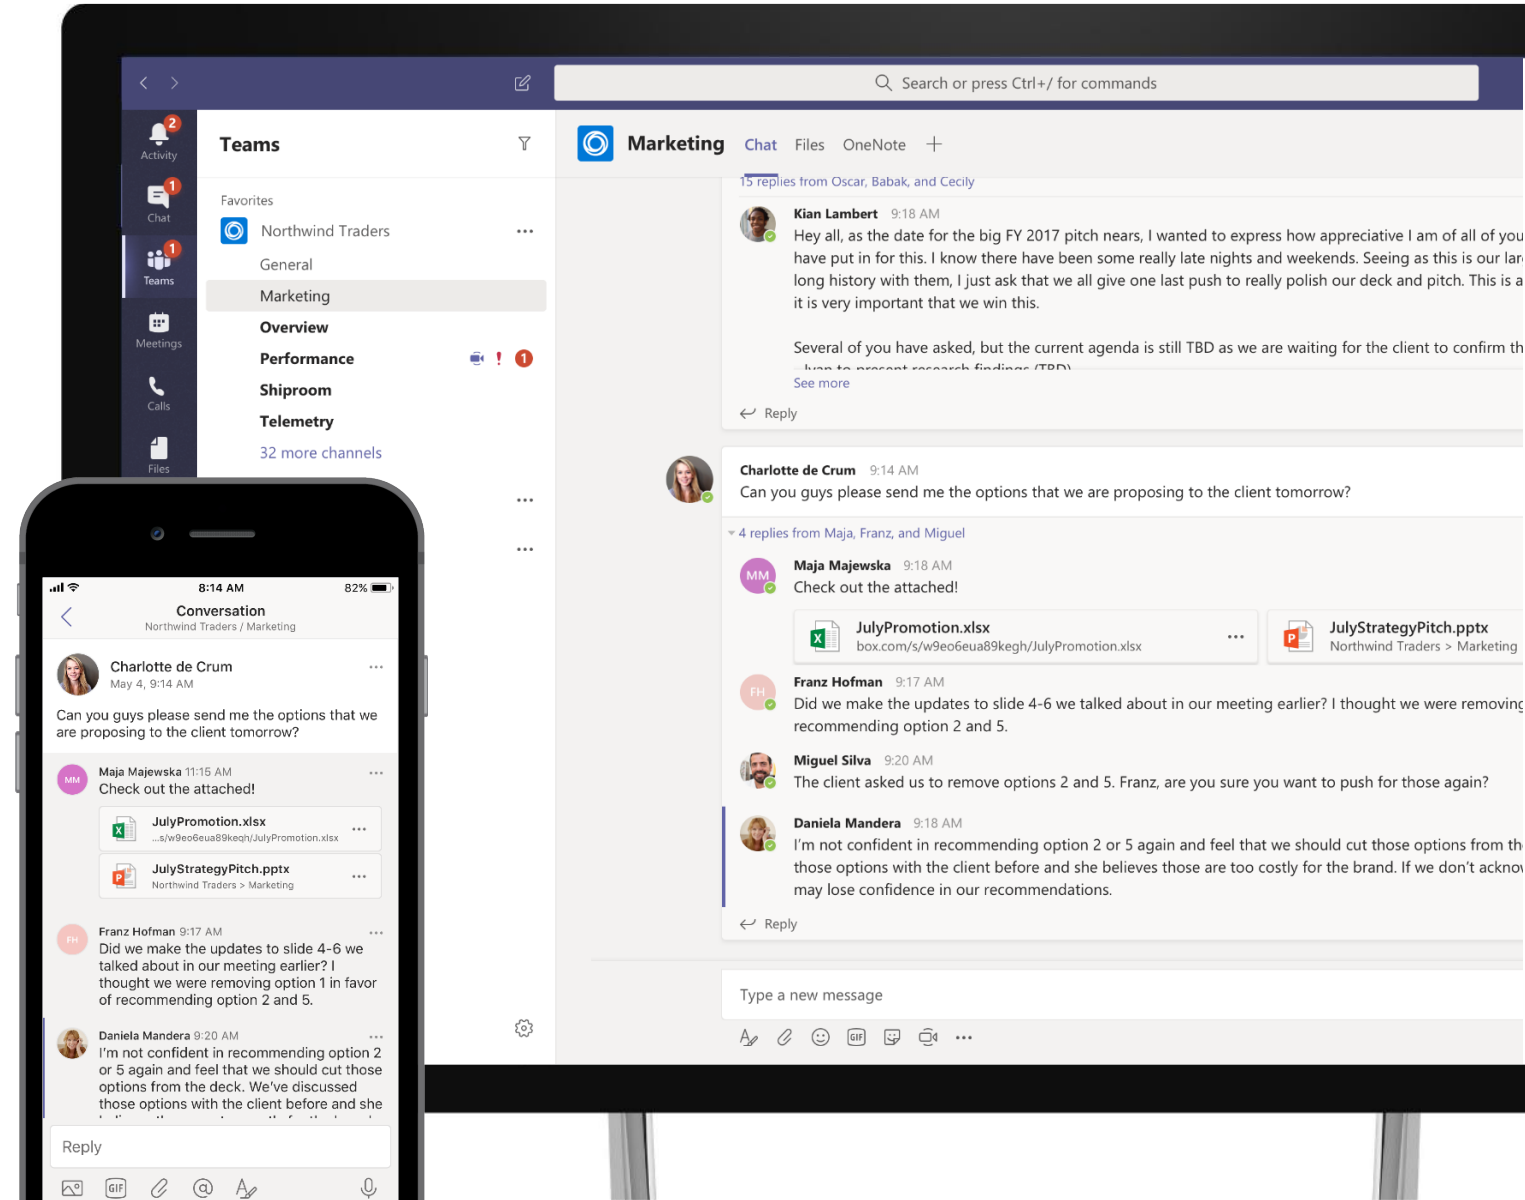 Search or press Ctrl+/ for commands
2
Activity
1
Chat
1
Teams
Meetings
Calls
Files
Teams
Favorites
Northwind Traders
General
Marketing
Overview
Performance
! 1
Shiproom
Telemetry
32 more channels
Marketing Chat Files OneNote
15 replies from Oscar, Babak, and Cecily
Kian Lambert 9:18 AM
Hey all, as the date for the big FY 2017 pitch nears, I wanted to express how appreciative I am of all of you
have put in for this. I know there have been some really late nights and weekends. Seeing as this is our lar
long history with them, I just ask that we all give one last push to really polish our deck and pitch. This is a
it is very important that we win this.
Several of you have asked, but the current agenda is still TBD as we are waiting for the client to confirm th
Ivan to present research findings (TBD)
See more
Reply
Charlotte de Crum 9:14 AM
Can you guys please send me the options that we are proposing to the client tomorrow?
4 replies from Maja, Franz, and Miguel
MM
Maja Majewska 9:18 AM
Check out the attached!
JulyPromotion.xlsx
box.com/s/w9eo6eua89kegh/JulyPromotion.xlsx
JulyStrategyPitch.pptx
Northwind Traders > Marketing
FH
Franz Hofman 9:17 AM
Did we make the updates to slide 4-6 we talked about in our meeting earlier? I thought we were removing
recommending option 2 and 5.
Miguel Silva 9:20 AM
The client asked us to remove options 2 and 5. Franz, are you sure you want to push for those again?
Daniela Mandera 9:18 AM
I'm not confident in recommending option 2 or 5 again and feel that we should cut those options from the
those options with the client before and she believes those are too costly for the brand. If we don't acknow
may lose confidence in our recommendations.
Reply
Type a new message
GIF
8:14 AM 82%
Conversation
Northwind Traders / Marketing
Charlotte de Crum
May 4, 9:14 AM
Can you guys please send me the options that we
are proposing to the client tomorrow?
MM
Maja Majewska 11:15 AM
Check out the attached!
JulyPromotion.xlsx
...s/w9eo6eua89kegh/JulyPromotion.xlsx
JulyStrategyPitch.pptx
Northwind Traders > Marketing
FH
Franz Hofman 9:17 AM
Did we make the updates to slide 4-6 we
talked about in our meeting earlier? I
thought we were removing option 1 in favor
of recommending option 2 and 5.
Daniela Mandera 9:20 AM
I'm not confident in recommending option 2
or 5 again and feel that we should cut those
options from the deck. We've discussed
those options with the client before and she
Reply
GIF